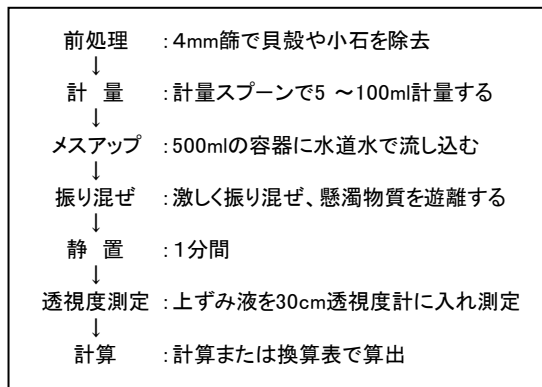 前処理 ：4mm篩で貝殻や小石を除去
↓
計 量 ：計量スプーンで5 ～100ml計量する
↓
メスアップ ：500mlの容器に水道水で流し込む
↓
振り混ぜ ：激しく振り混ぜ、懸濁物質を遊離する
↓
静 置 ：1分間
↓
透視度測定 ：上ずみ液を30cm透視度計に入れ測定
↓
計算 ：計算または換算表で算出